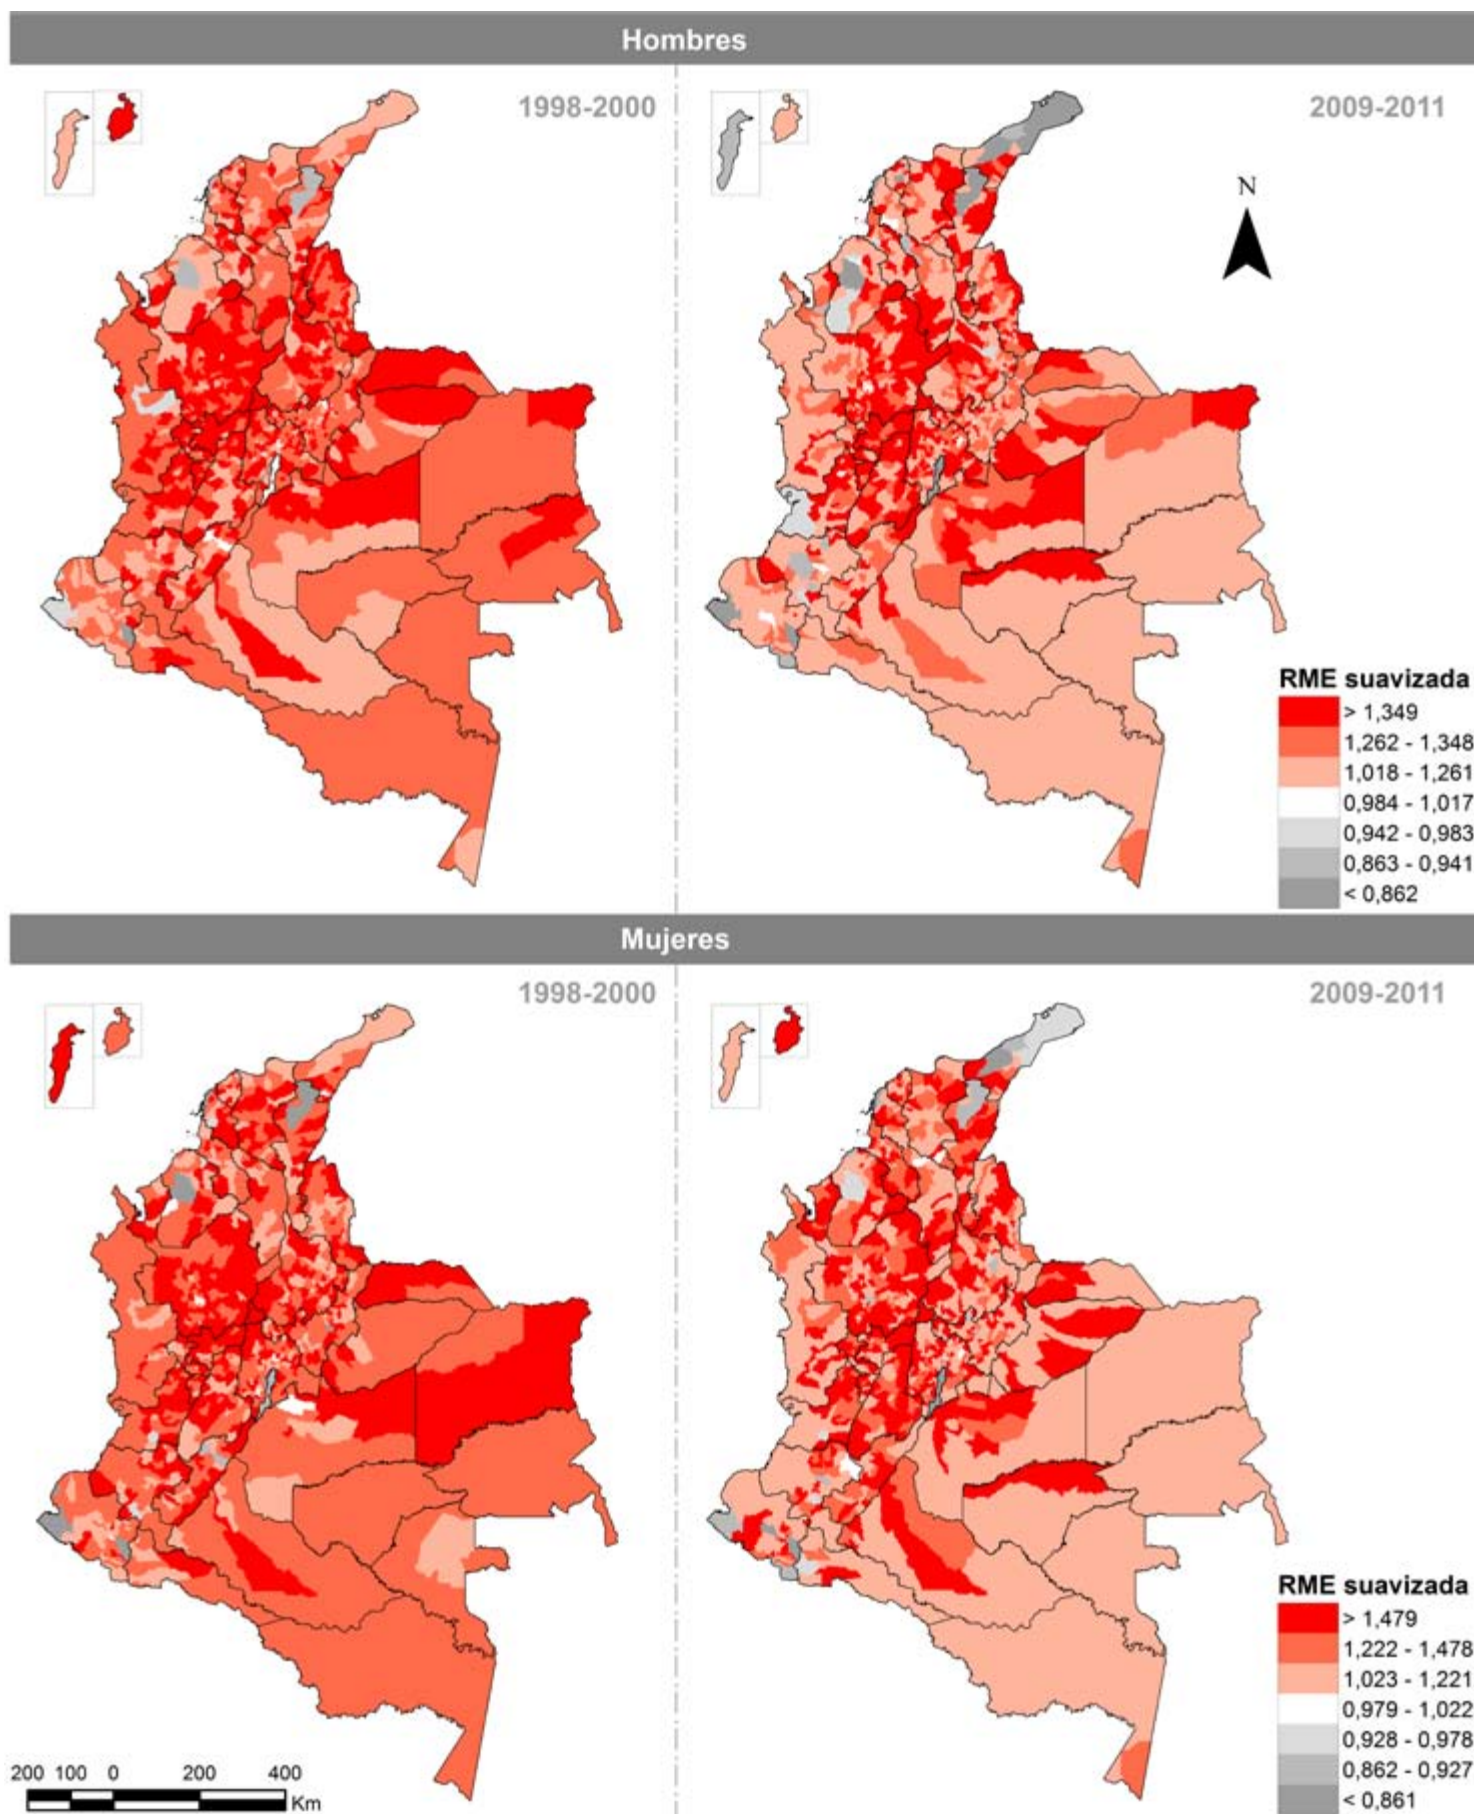 Hombres
1998-2000
2009-2011
N
RME suavizada
> 1,349
1,262 - 1,348
1,018 - 1,261
0,984 - 1,017
0,942 - 0,983
0,863 - 0,941
< 0,862
Mujeres
1998-2000
2009-2011
RME suavizada
> 1,479
1,222 - 1,478
1,023 - 1,221
0,979 - 1,022
0,928 - 0,978
0,862 - 0,927
< 0,861
200 100 0 200 400
Km